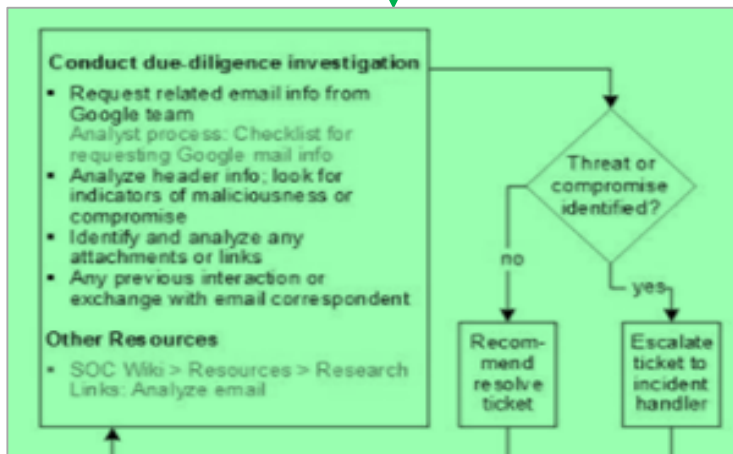 Conduct due-diligence investigation
▪ Request related email info from
Google team
Analyst process: Checklist for
requesting Google mail info
▪ Analyze header info; look for
indicators of maliciousness or
compromise
▪ Identify and analyze any
attachments or links
▪ Any previous interaction or
exchange with email correspondent
Other Resources
▪ SOC Wiki > Resources > Research
Links: Analyze email
Threat or
compromise
identified?
no
yes
Recom-
mend
resolve
ticket
Escalate
ticket to
incident
handler